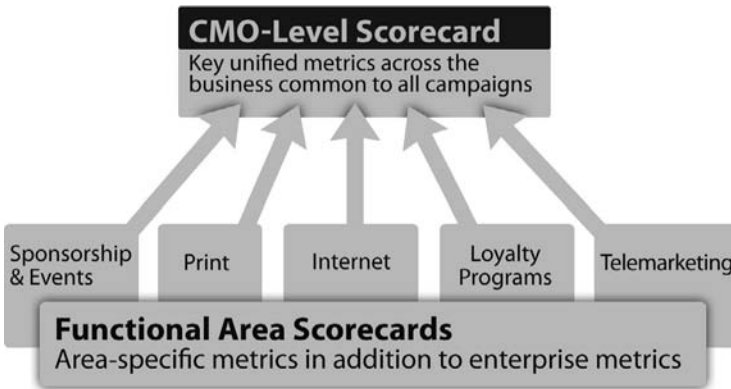 CMO-Level Scorecard
Key unified metrics across the
business common to all campaigns
Sponsorship
& Events
Print
Internet
Loyalty
Programs
Telemarketing
Functional Area Scorecards
Area-specific metrics in addition to enterprise metrics